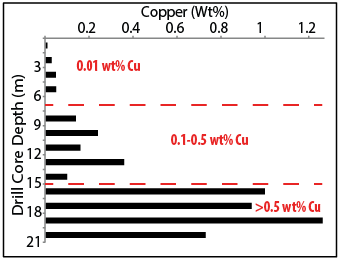 Copper (Wt%)
0.2 0.4 0.6 0.8 1 1.2
Drill Core Depth (m)
3
0.01 wt% Cu
6
9
0.1-0.5 wt% Cu
12
15
18
>0.5 wt% Cu
21